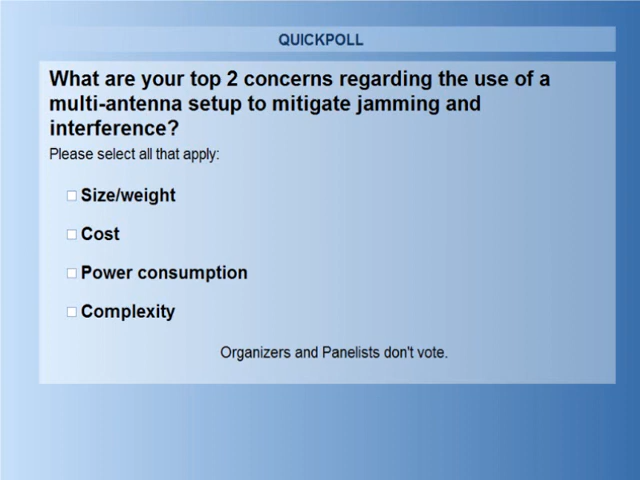 QUICKPOLL
What are your top 2 concerns regarding the use of a
multi-antenna setup to mitigate jamming and
interference?
Please select all that apply:
Size/weight
Cost
Power consumption
Complexity
Organizers and Panelists don't vote.